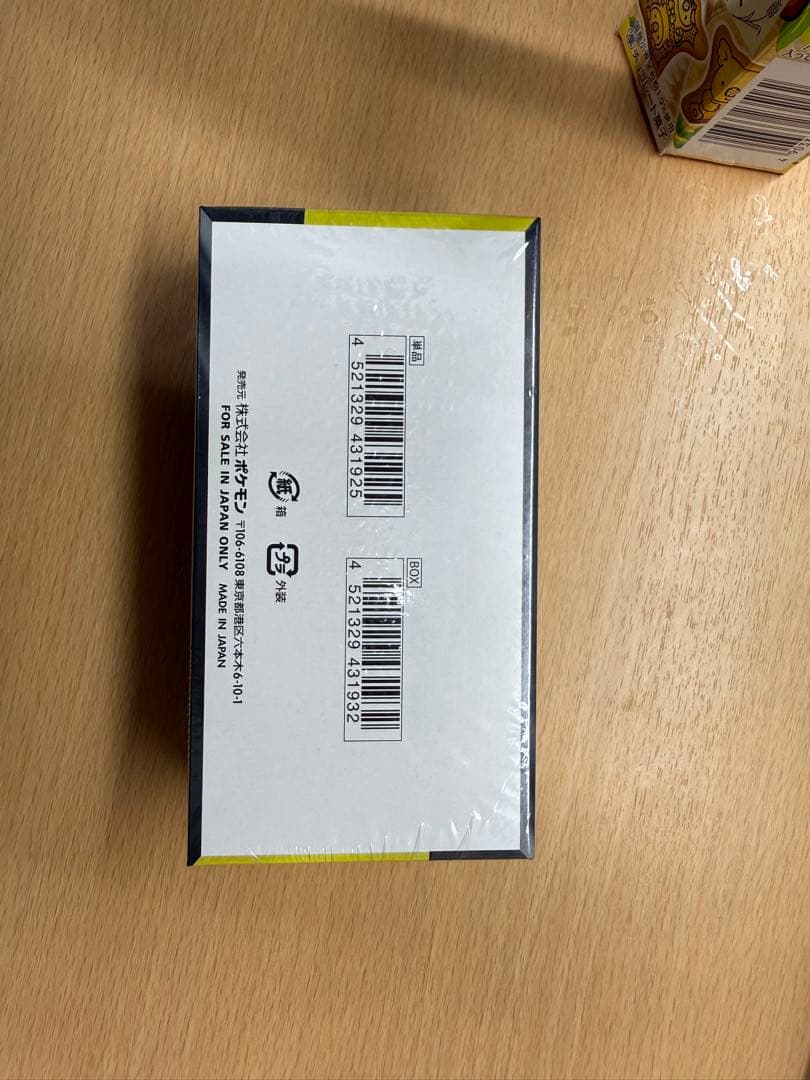 単品
4 521329 431925
BOX
4 521329 431932
紙 箱
プラ 外装
発売元 株式会社ポケモン 〒106-6108 東京都港区六本木6-10-1
FOR SALE IN JAPAN ONLY MADE IN JAPAN